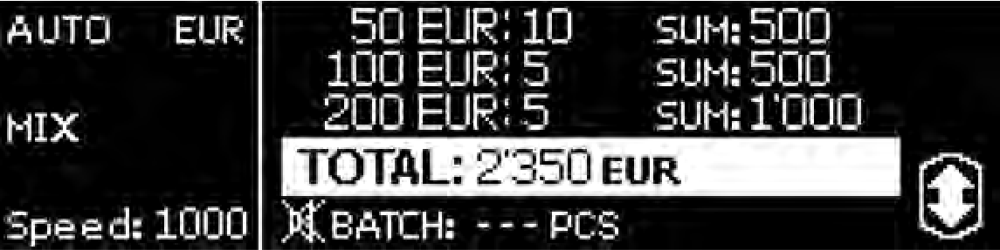 AUTO EUR
MIX
Speed: 1000
50 EUR: 10 SUM: 500
100 EUR: 5 SUM: 500
200 EUR: 5 SUM: 1'000
TOTAL: 2'350 EUR
BATCH: --- PCS